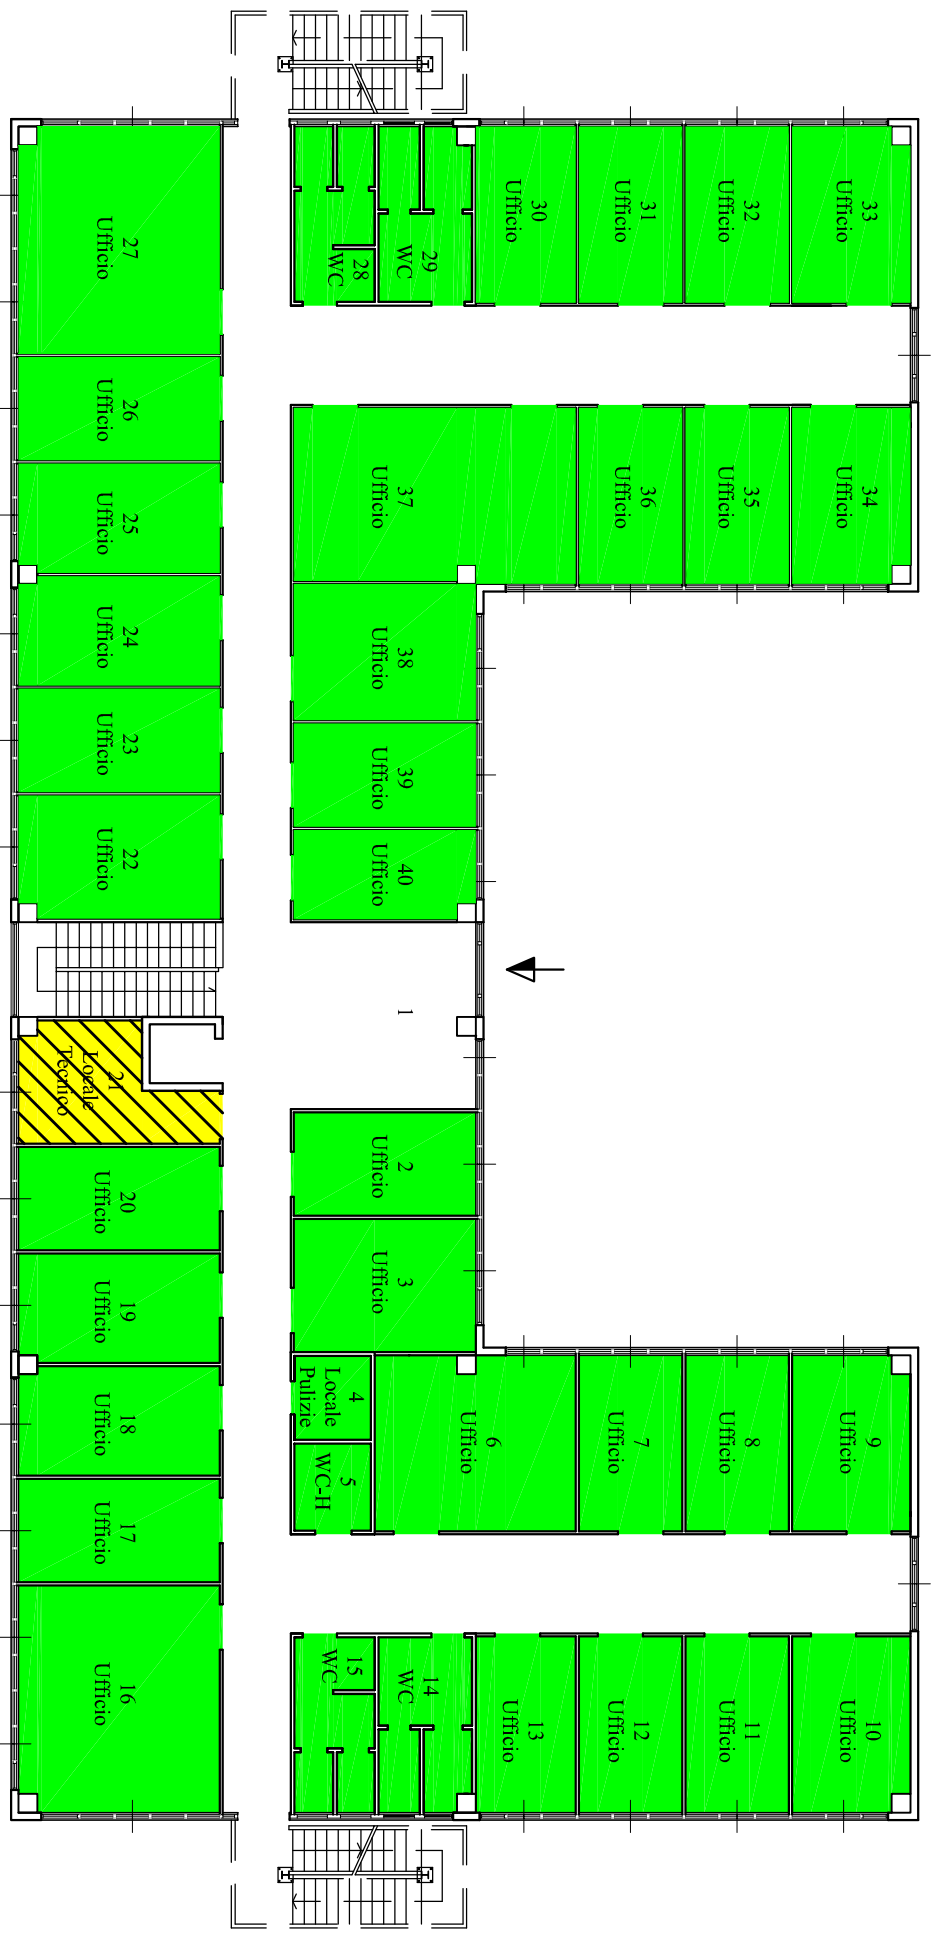 1
2
Ufficio
3
Ufficio
4
Locale
Pulizie
5
WC-H
6
Ufficio
7
Ufficio
8
Ufficio
9
Ufficio
10
Ufficio
11
Ufficio
12
Ufficio
13
Ufficio
14
WC
15
WC
16
Ufficio
17
Ufficio
18
Ufficio
19
Ufficio
20
Ufficio
21
Locale
Tecnico
22
Ufficio
23
Ufficio
24
Ufficio
25
Ufficio
26
Ufficio
27
Ufficio
28
WC
29
WC
30
Ufficio
31
Ufficio
32
Ufficio
33
Ufficio
34
Ufficio
35
Ufficio
36
Ufficio
37
Ufficio
38
Ufficio
39
Ufficio
40
Ufficio